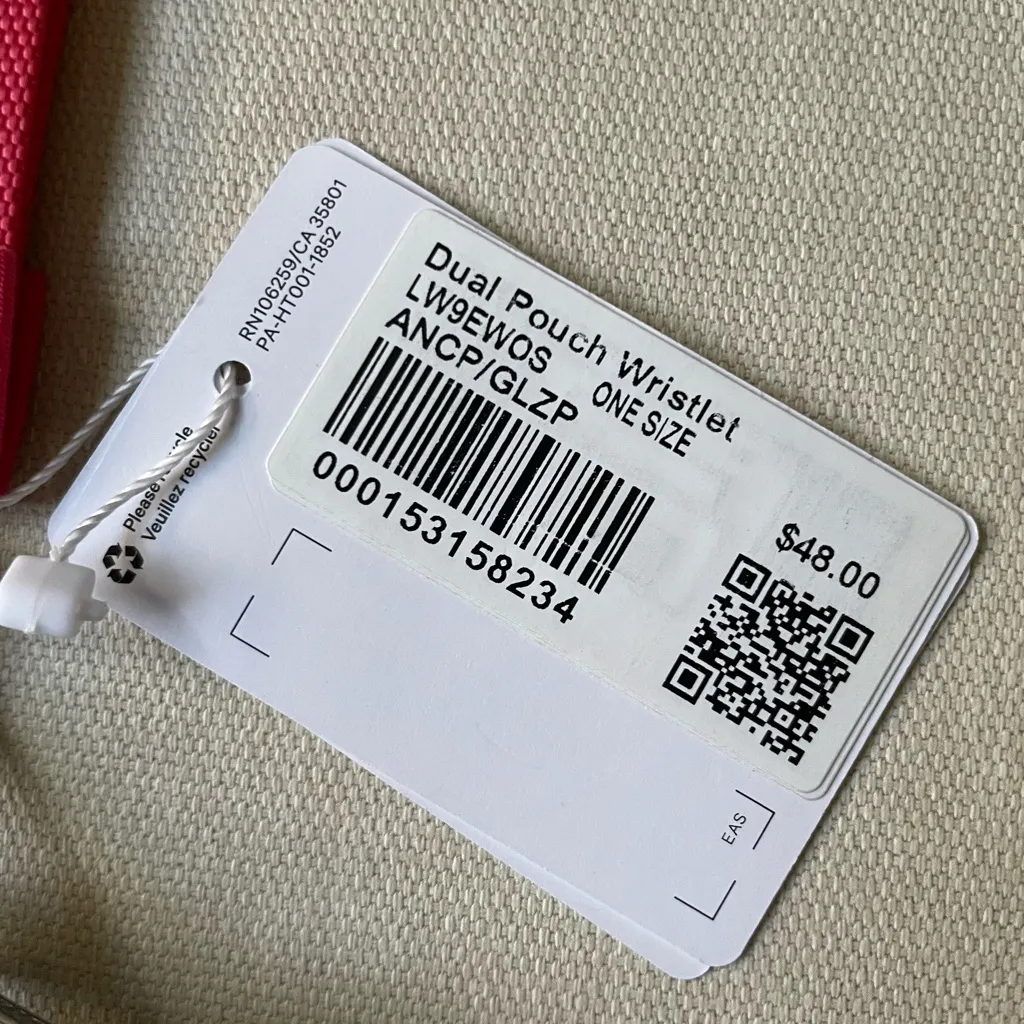 RN106259/CA 35801
PA-HT001-1852
Dual Pouch Wristlet
LW9EWOS ONE SIZE
ANCP/GLZP
000153158234
$48.00
Please
Veuillez recycler
EAS